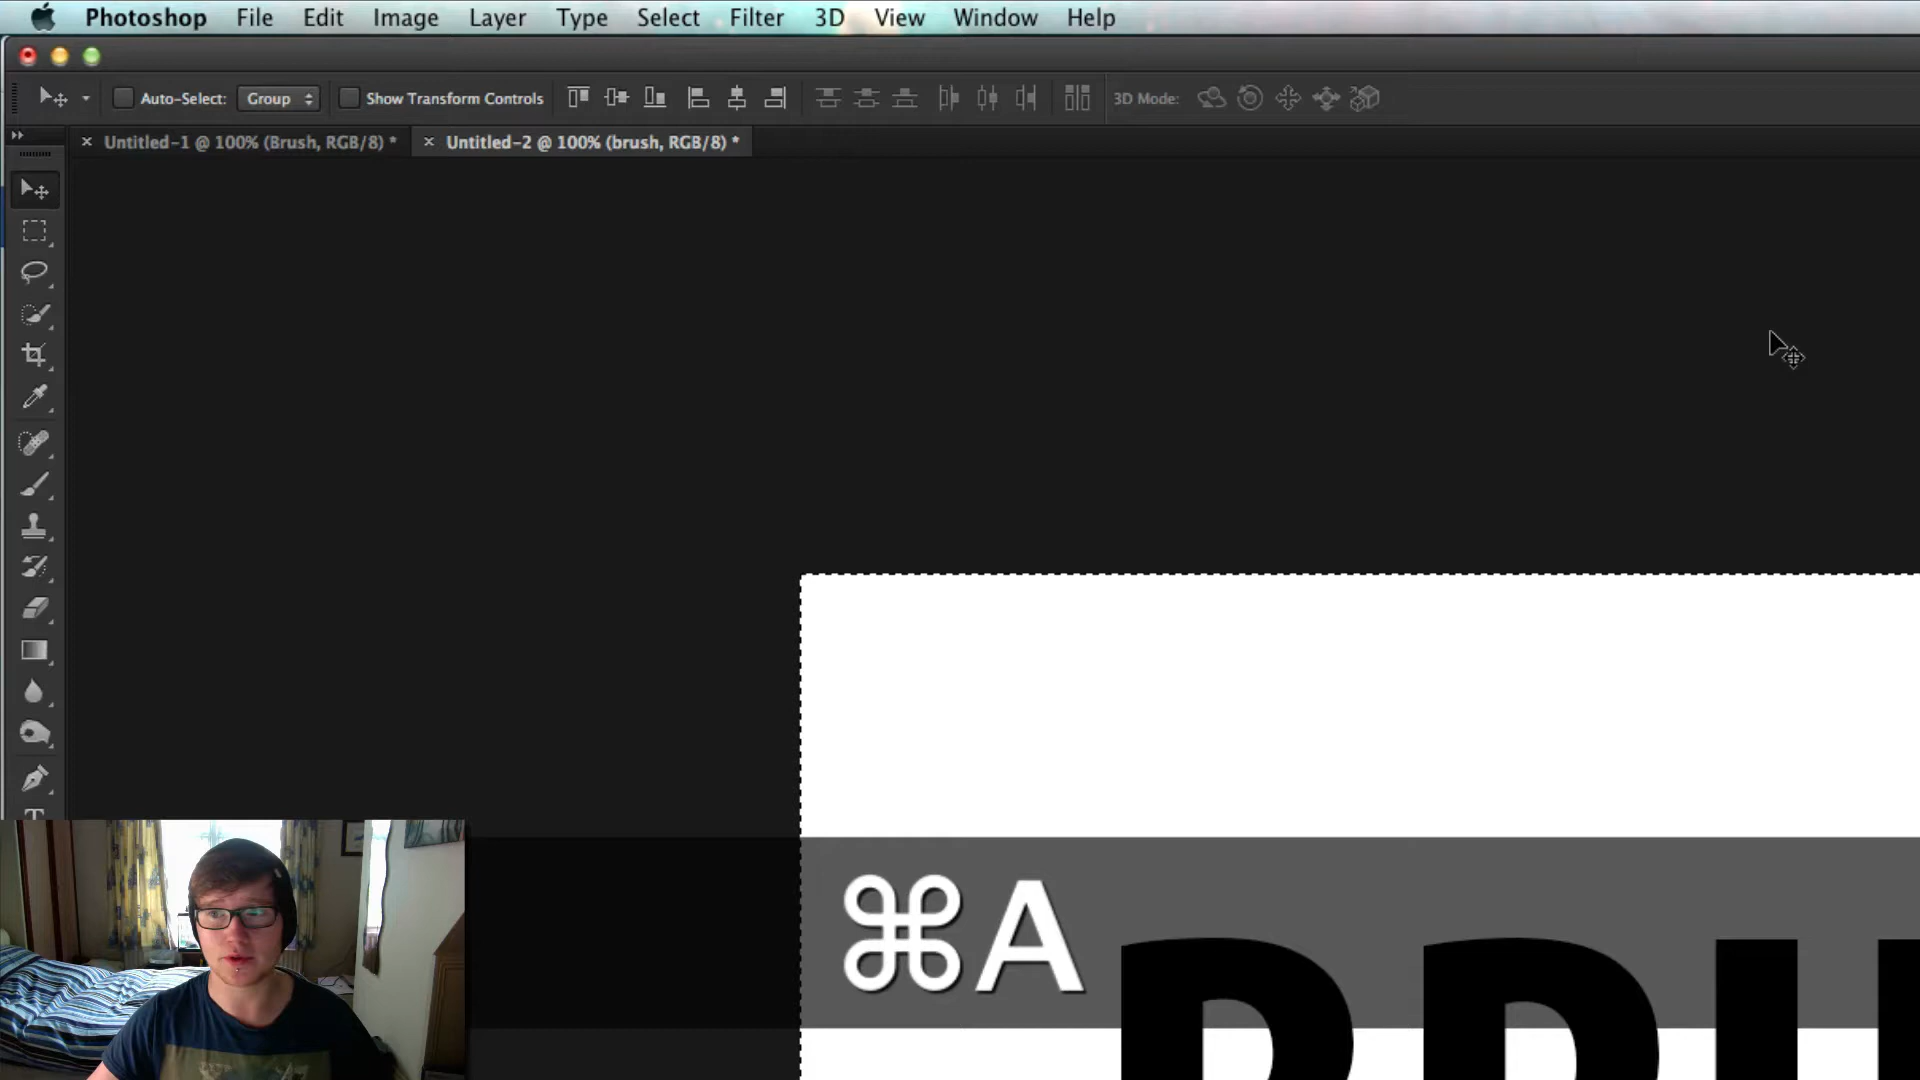 Photoshop File Edit Image Layer Type Select Filter 3D View Window Help
Auto-Select: Group Show Transform Controls 3D Mode:
Untitled-1 @ 100% (Brush, RGB/8) * Untitled-2 @ 100% (brush, RGB/8) *
⌘A